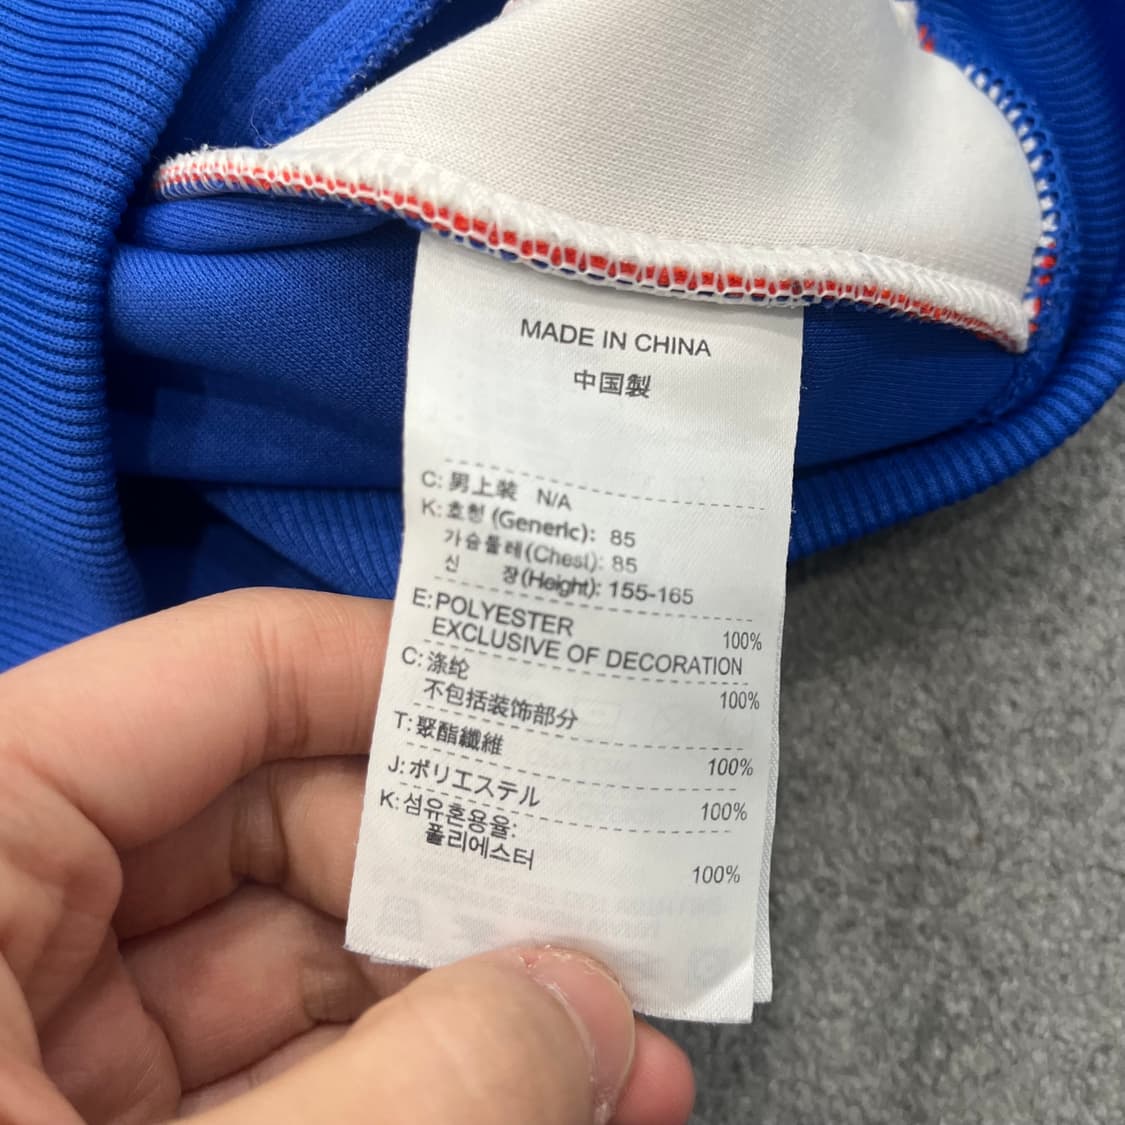 MADE IN CHINA
中国製
C: 男上装 N/A
K: 호칭 (Generic): 85
가슴둘레(Chest): 85
신 장(Height): 155-165
E: POLYESTER 100%
EXCLUSIVE OF DECORATION
C: 涤纶 100%
不包括装饰部分
T: 聚酯纖維 100%
J: ポリエステル 100%
K: 섬유혼용율:
폴리에스터 100%